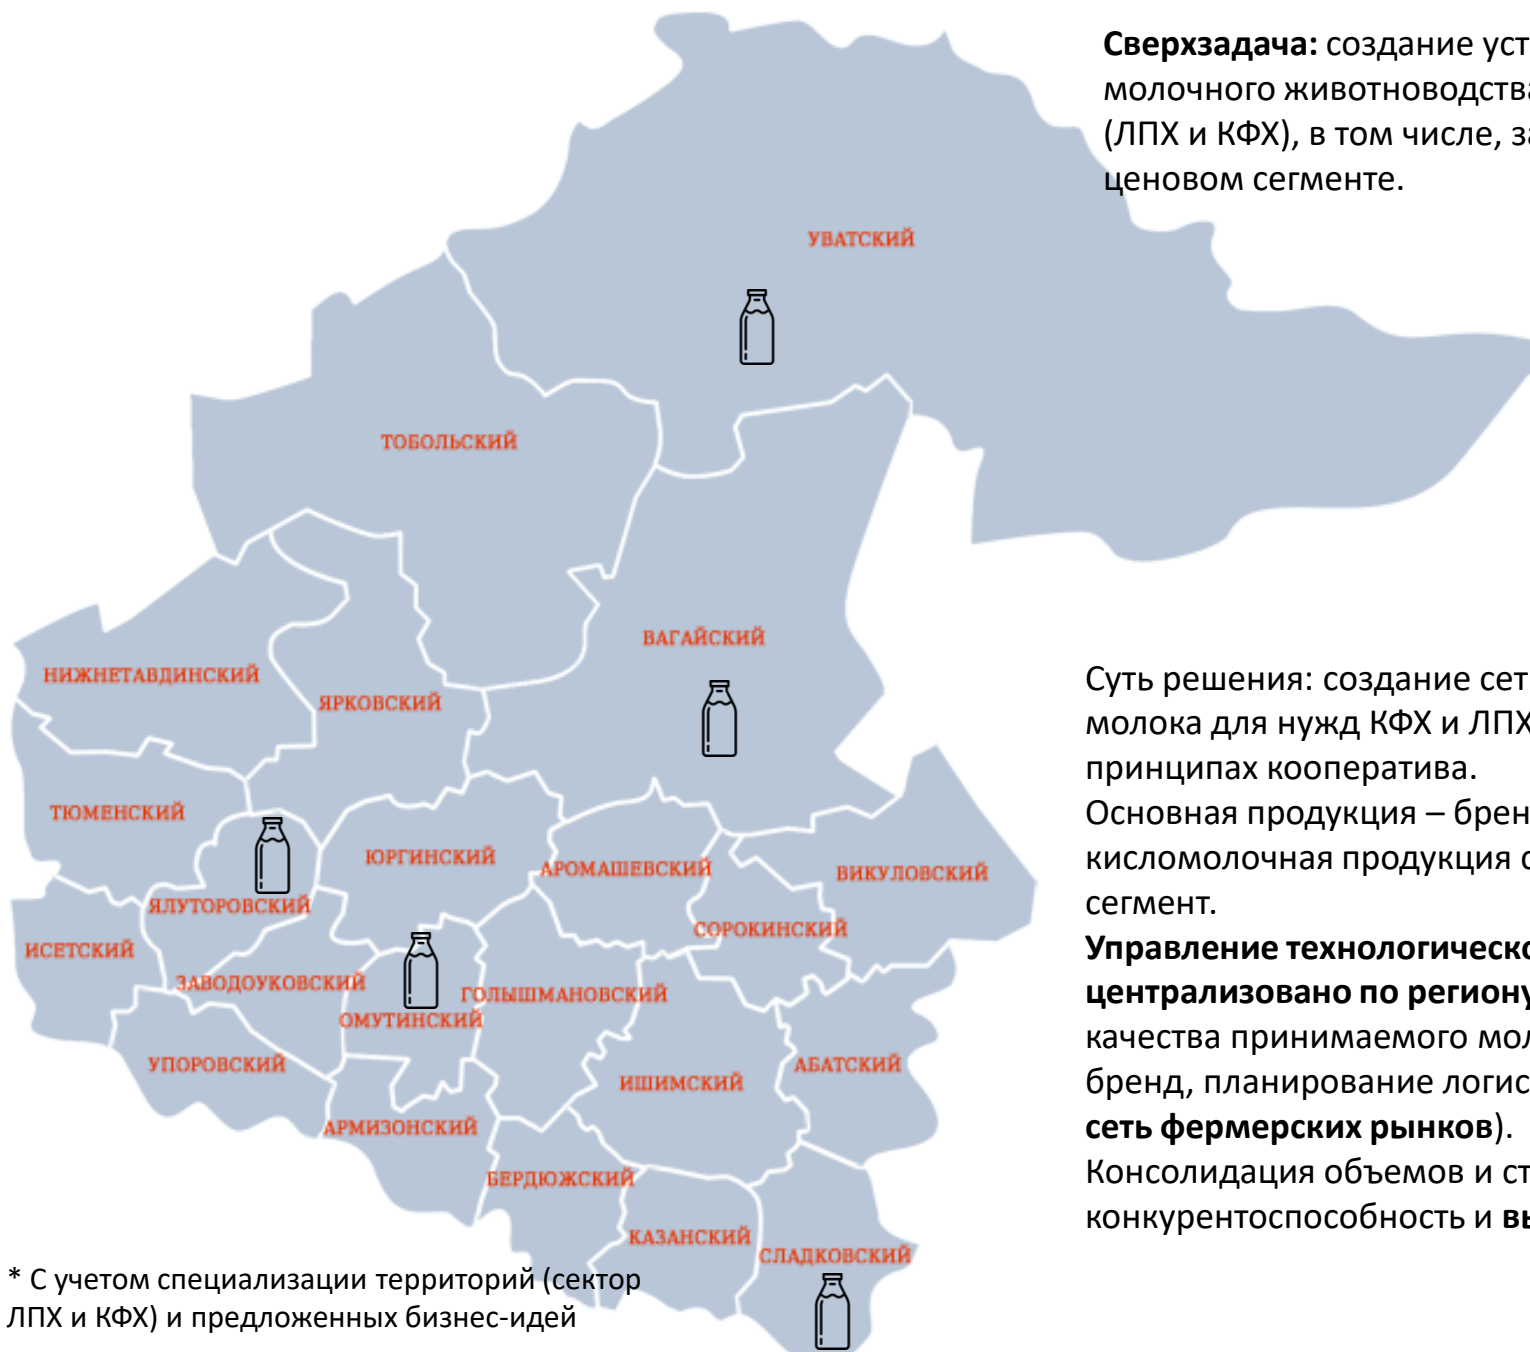 Сверхзадача: создание уст
молочного животноводства
(ЛПХ и КФХ), в том числе, за
ценовом сегменте.
УВАТСКИЙ
ТОБОЛЬСКИЙ
ВАГАЙСКИЙ
НИЖНЕТАВДИНСКИЙ
ЯРКОВСКИЙ
ТЮМЕНСКИЙ
ЮРГИНСКИЙ
АРОМАШЕВСКИЙ
ВИКУЛОВСКИЙ
ЯЛУТОРОВСКИЙ
СОРОКИНСКИЙ
ИСЕТСКИЙ
ЗАВОДОУКОВСКИЙ
ГОЛЫШМАНОВСКИЙ
ОМУТИНСКИЙ
УПОРОВСКИЙ
АБАТСКИЙ
ИШИМСКИЙ
АРМИЗОНСКИЙ
БЕРДЮЖСКИЙ
КАЗАНСКИЙ
СЛАДКОВСКИЙ
Суть решения: создание сет
молока для нужд КФХ и ЛПХ
принципах кооператива.
Основная продукция – брен
кисломолочная продукция с
сегмент.
Управление технологическо
централизовано по региону
качества принимаемого мол
бренд, планирование логис
сеть фермерских рынков).
Консолидация объемов и ст
конкурентоспособность и вы
* С учетом специализации территорий (сектор
ЛПХ и КФХ) и предложенных бизнес-идей